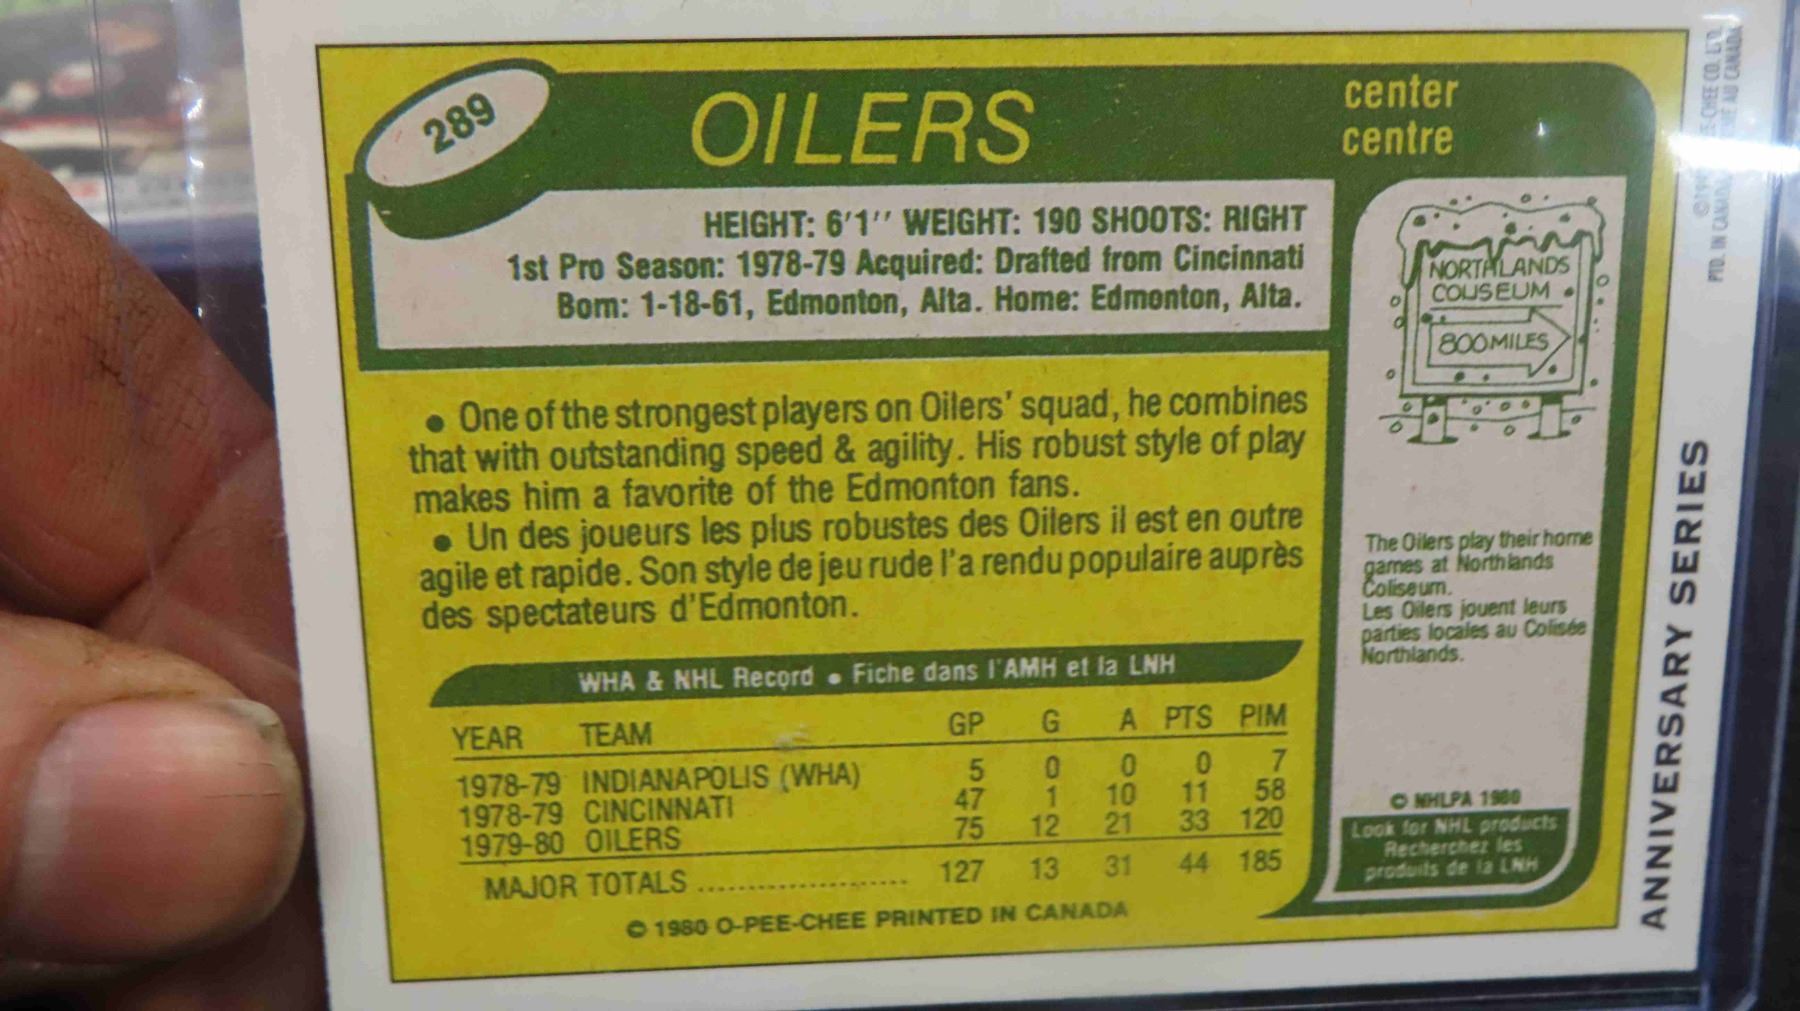 289
OILERS
center
centre
HEIGHT: 6'1'' WEIGHT: 190 SHOOTS: RIGHT
1st Pro Season: 1978-79 Acquired: Drafted from Cincinnati
Born: 1-18-61, Edmonton, Alta. Home: Edmonton, Alta.
• One of the strongest players on Oilers' squad, he combines
that with outstanding speed & agility. His robust style of play
makes him a favorite of the Edmonton fans.
• Un des joueurs les plus robustes des Oilers il est en outre
agile et rapide. Son style de jeu rude l'a rendu populaire auprès
des spectateurs d'Edmonton.
WHA & NHL Record • Fiche dans l'AMH et la LNH
YEAR TEAM GP G A PTS PIM
1978-79 INDIANAPOLIS (WHA) 5 0 0 0 7
1978-79 CINCINNATI 47 1 10 11 58
1979-80 OILERS 75 12 21 33 120
MAJOR TOTALS ..................... 127 13 31 44 185
© 1980 O-PEE-CHEE PRINTED IN CANADA
NORTHLANDS
COLISEUM
800 MILES
The Oilers play their home
games at Northlands
Coliseum.
Les Oilers jouent leurs
parties locales au Colisée
Northlands.
© NHLPA 1980
Look for NHL products
Recherchez les
produits de la LNH
ANNIVERSARY SERIES
-CHEE CO. LTD.
PTD. IN CANADA AU CANADA